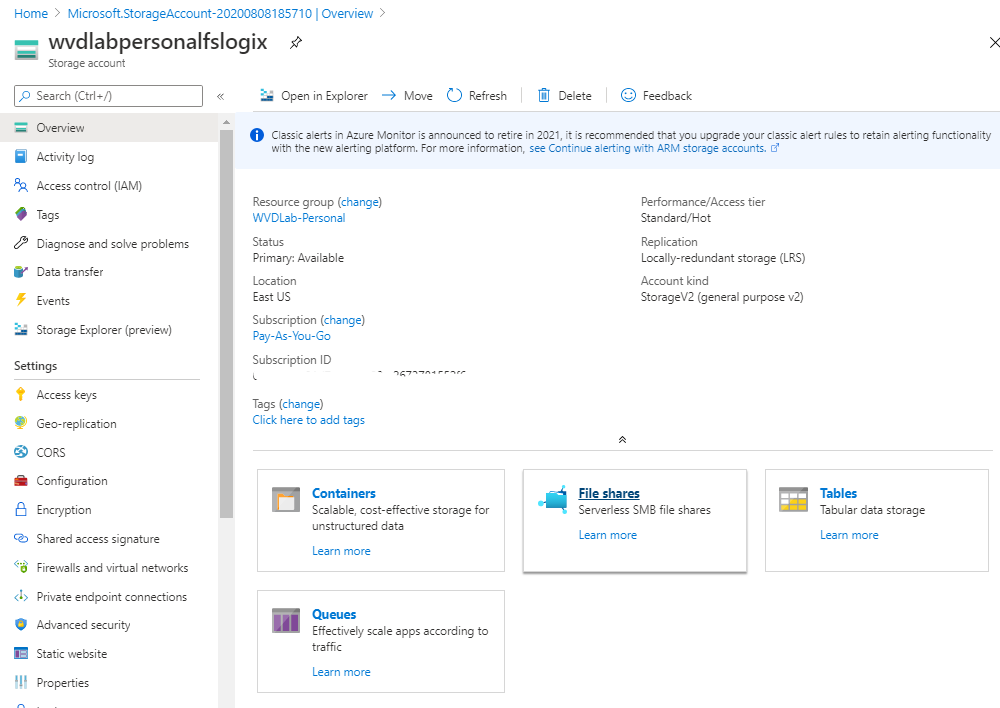 Home > Microsoft.StorageAccount-20200808185710 | Overview >
wvdlabpersonalfslogix
Storage account
Search (Ctrl+/)
«
Open in Explorer
Move
Refresh
Delete
Feedback
Overview
Activity log
Access control (IAM)
Tags
Diagnose and solve problems
Data transfer
Events
Storage Explorer (preview)
Settings
Access keys
Geo-replication
CORS
Configuration
Encryption
Shared access signature
Firewalls and virtual networks
Private endpoint connections
Advanced security
Static website
Properties
Classic alerts in Azure Monitor is announced to retire in 2021, it is recommended that you upgrade your classic alert rules to retain alerting functionality
with the new alerting platform. For more information, see Continue alerting with ARM storage accounts.
Resource group (change)
WVDLab-Personal
Status
Primary: Available
Location
East US
Subscription (change)
Pay-As-You-Go
Subscription ID
Tags (change)
Click here to add tags
Performance/Access tier
Standard/Hot
Replication
Locally-redundant storage (LRS)
Account kind
StorageV2 (general purpose v2)
Containers
Scalable, cost-effective storage for
unstructured data
Learn more
File shares
Serverless SMB file shares
Learn more
Tables
Tabular data storage
Learn more
Queues
Effectively scale apps according to
traffic
Learn more